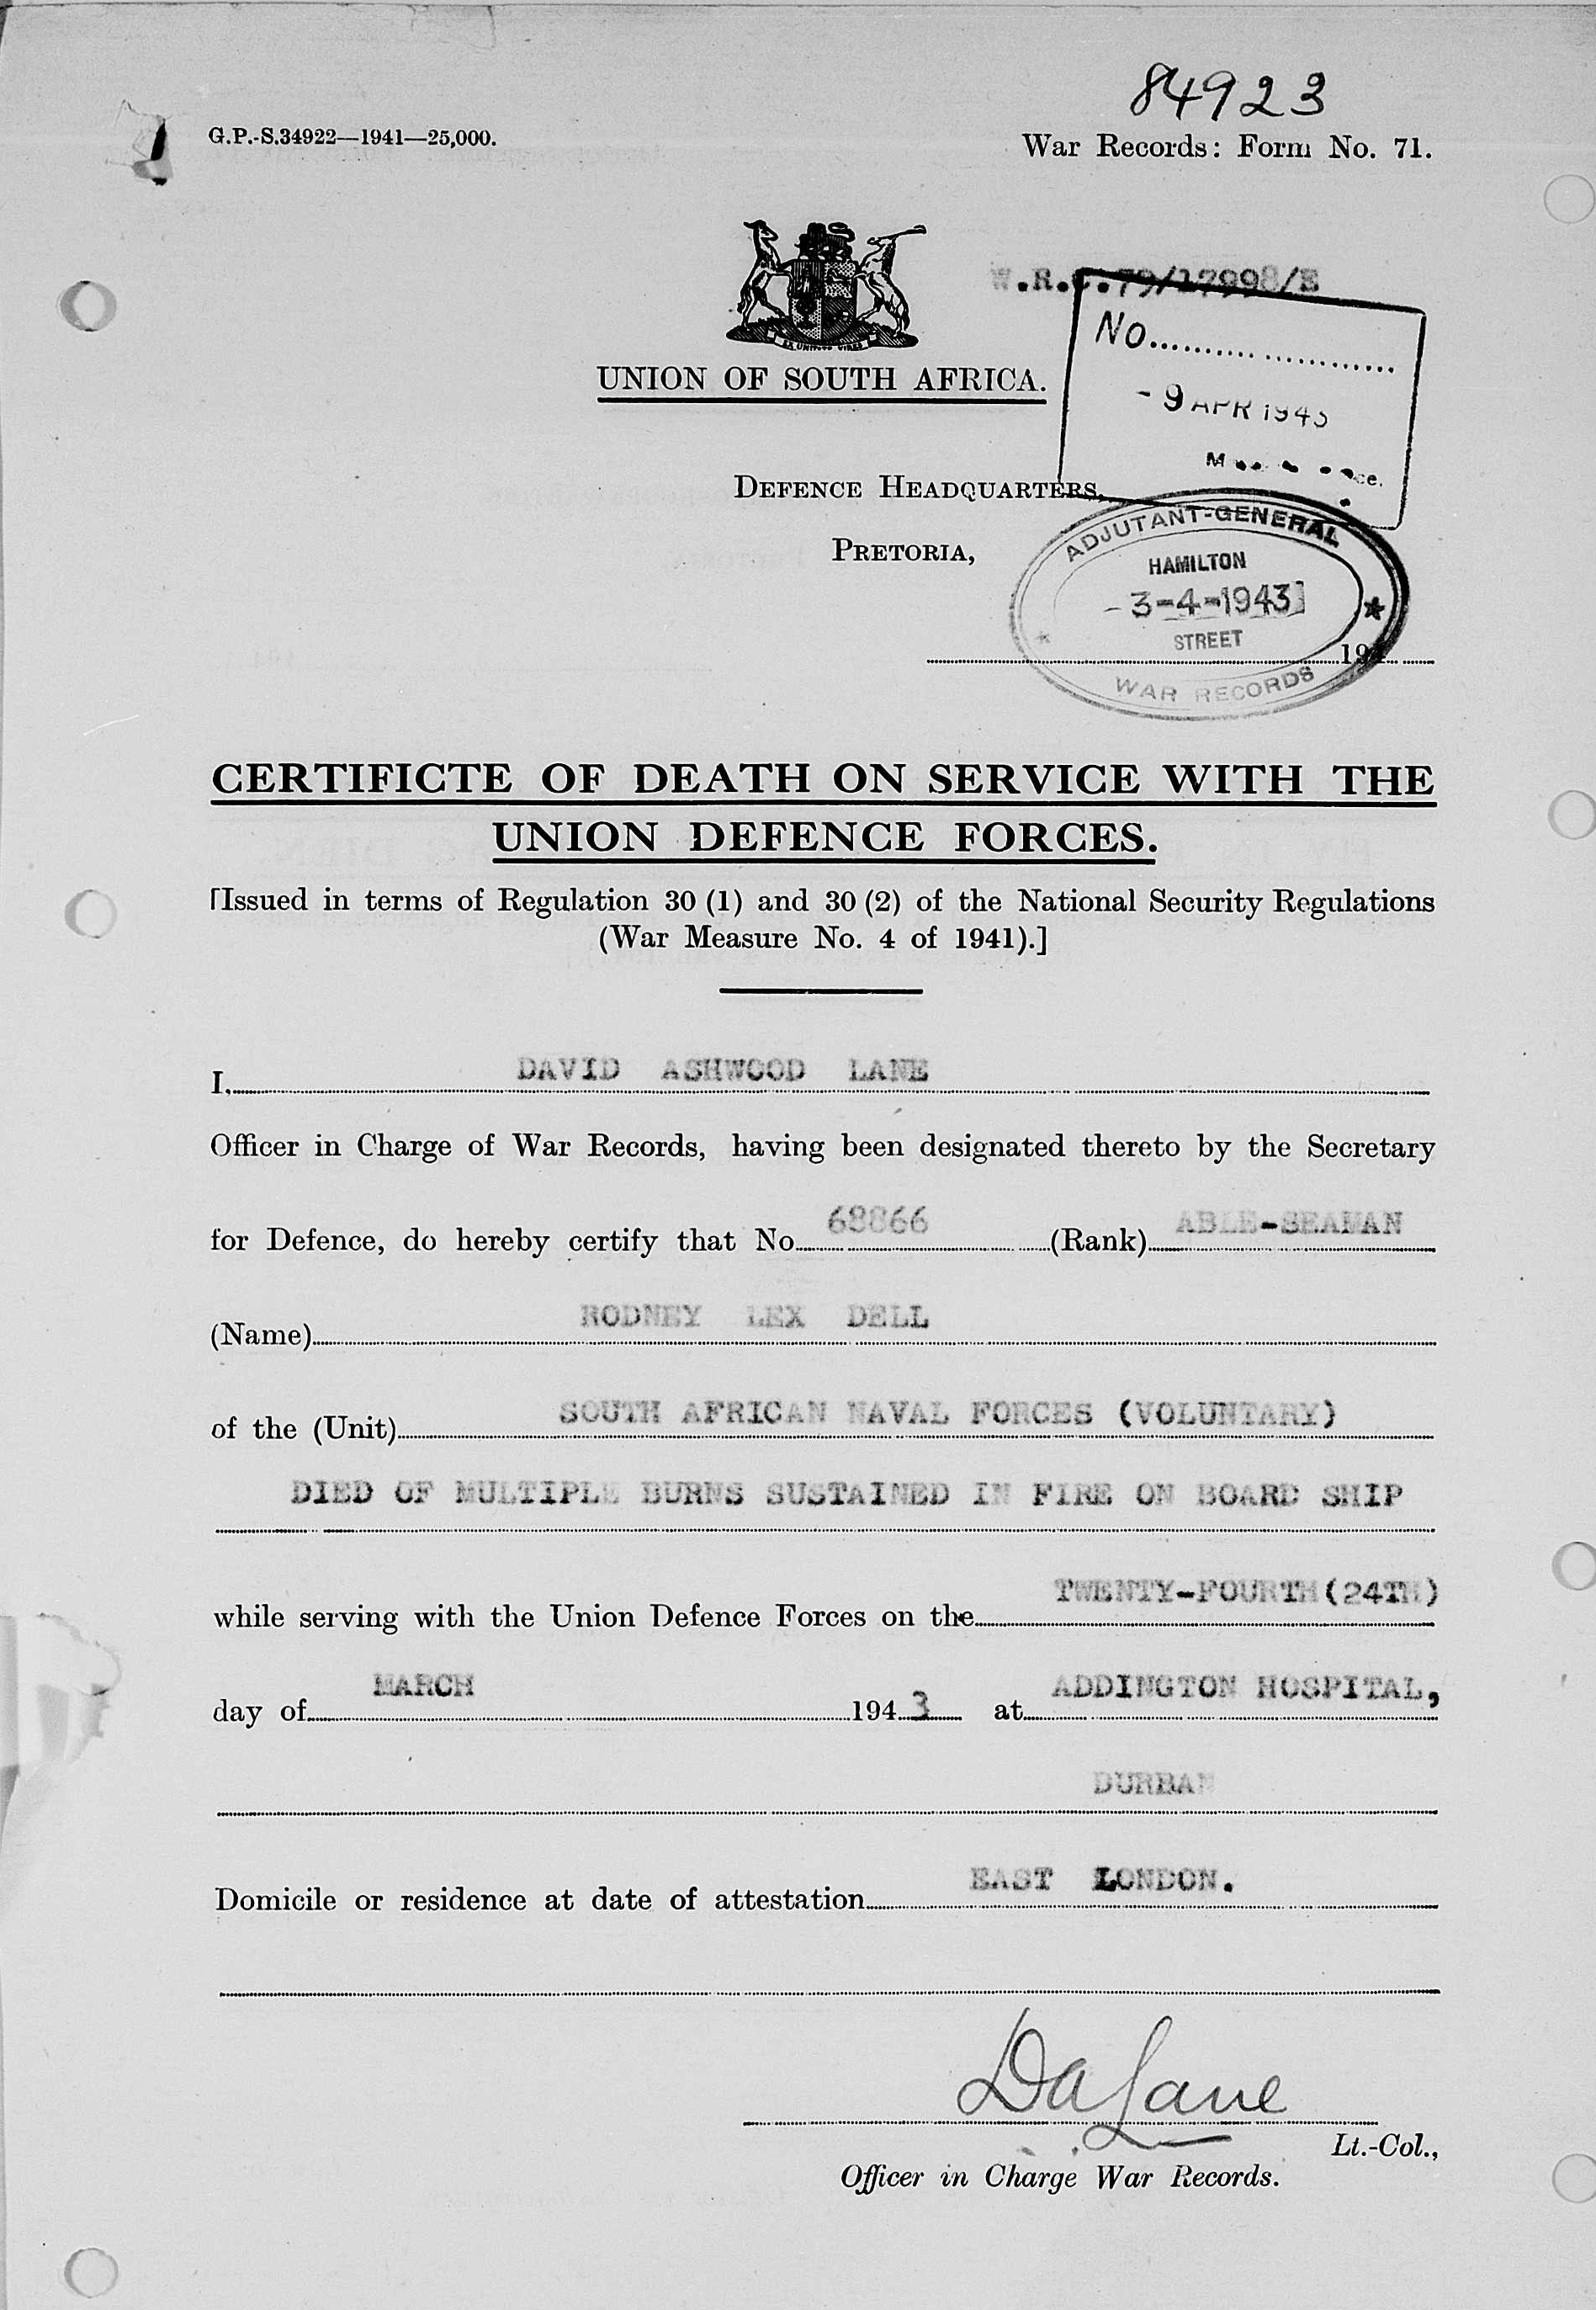 84923
G.P.-S.34922—1941—25,000.
War Records: Form No. 71.
W.R.C.79/17998/E
No.
UNION OF SOUTH AFRICA.
- 9 APR 1943
DEFENCE HEADQUARTERS,
ADJUTANT-GENERAL
PRETORIA,
HAMILTON
-3-4-1943
STREET
194
WAR RECORDS
CERTIFICTE OF DEATH ON SERVICE WITH THE
UNION DEFENCE FORCES.
[Issued in terms of Regulation 30 (1) and 30 (2) of the National Security Regulations
(War Measure No. 4 of 1941).]
I, DAVID ASHWOOD LANE
Officer in Charge of War Records, having been designated thereto by the Secretary
for Defence, do hereby certify that No. 68866 (Rank) ABLE-SEAMAN
(Name) RODNEY LEX DELL
of the (Unit) SOUTH AFRICAN NAVAL FORCES (VOLUNTARY)
DIED OF MULTIPLE BURNS SUSTAINED IN FIRE ON BOARD SHIP
while serving with the Union Defence Forces on the TWENTY-FOURTH (24TH)
day of MARCH 1943 at ADDINGTON HOSPITAL,
DURBAN
Domicile or residence at date of attestation EAST LONDON.
DALane
Lt.-Col.,
Officer in Charge War Records.